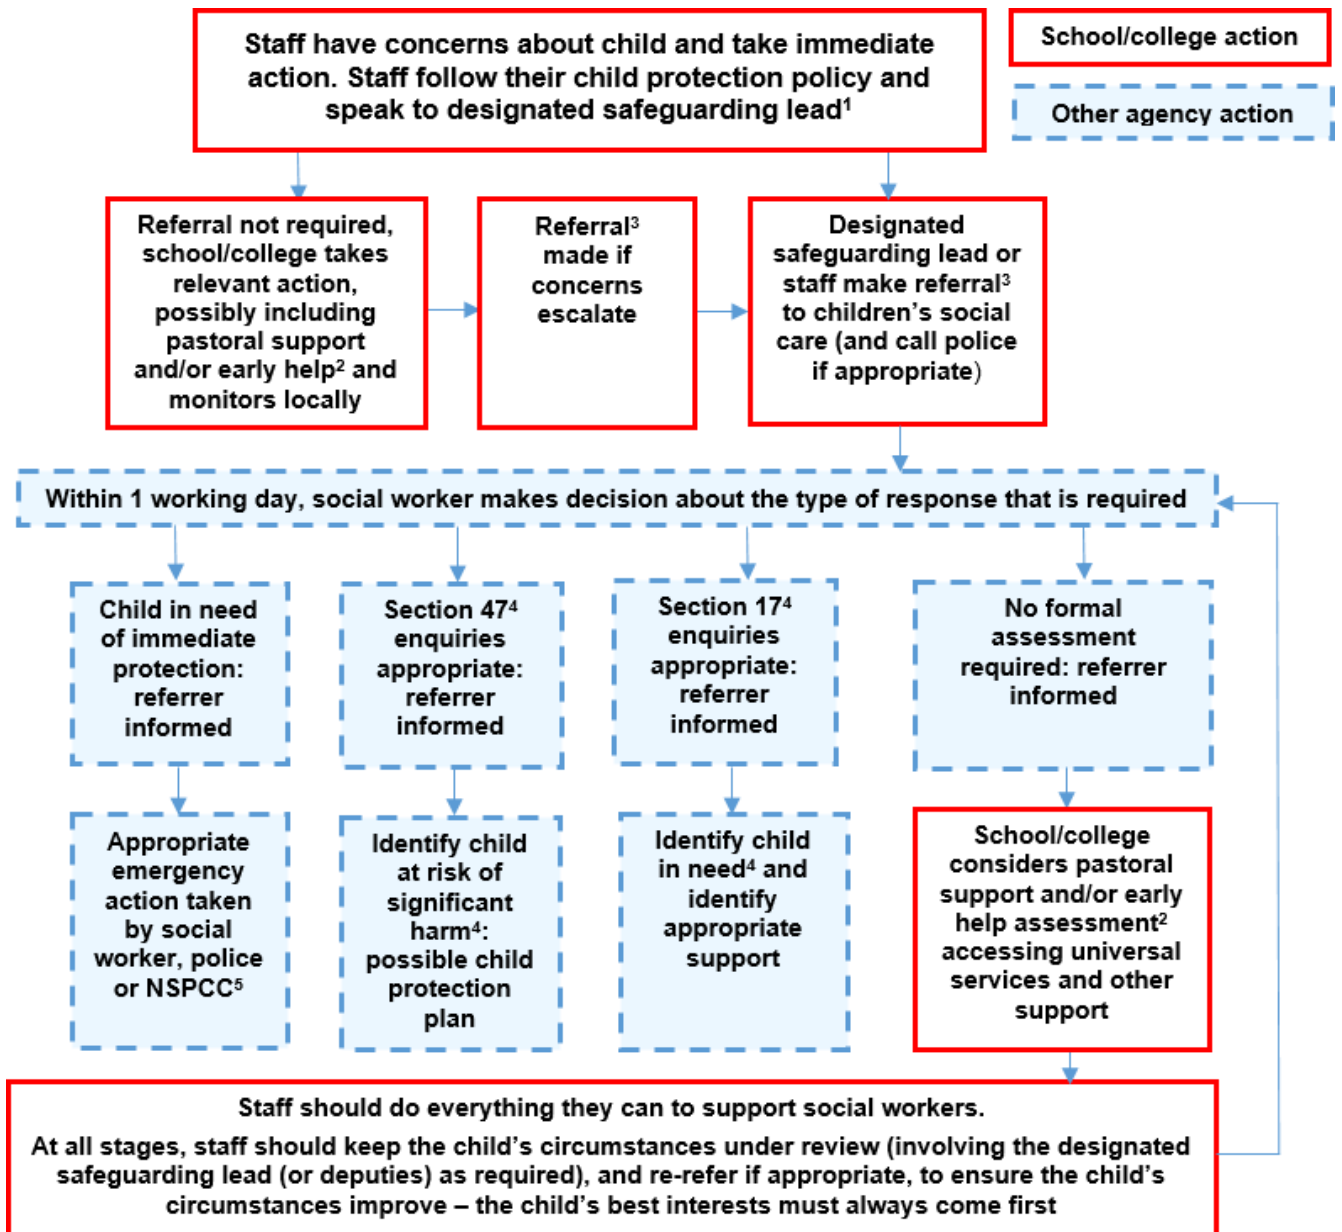 Staff have concerns about child and take immediate
action. Staff follow their child protection policy and
speak to designated safeguarding lead¹
School/college action
Other agency action
Referral not required,
school/college takes
relevant action,
possibly including
pastoral support
and/or early help² and
monitors locally
Referral³
made if
concerns
escalate
Designated
safeguarding lead or
staff make referral³
to children’s social
care (and call police
if appropriate)
Within 1 working day, social worker makes decision about the type of response that is required
Child in need
of immediate
protection:
referrer
informed
Section 47⁴
enquiries
appropriate:
referrer
informed
Section 17⁴
enquiries
appropriate:
referrer
informed
No formal
assessment
required: referrer
informed
Appropriate
emergency
action taken
by social
worker, police
or NSPCC⁵
Identify child
at risk of
significant
harm⁴:
possible child
protection
plan
Identify child
in need⁴ and
identify
appropriate
support
School/college
considers pastoral
support and/or early
help assessment²
accessing universal
services and other
support
Staff should do everything they can to support social workers.
At all stages, staff should keep the child’s circumstances under review (involving the designated
safeguarding lead (or deputies) as required), and re-refer if appropriate, to ensure the child’s
circumstances improve – the child’s best interests must always come first